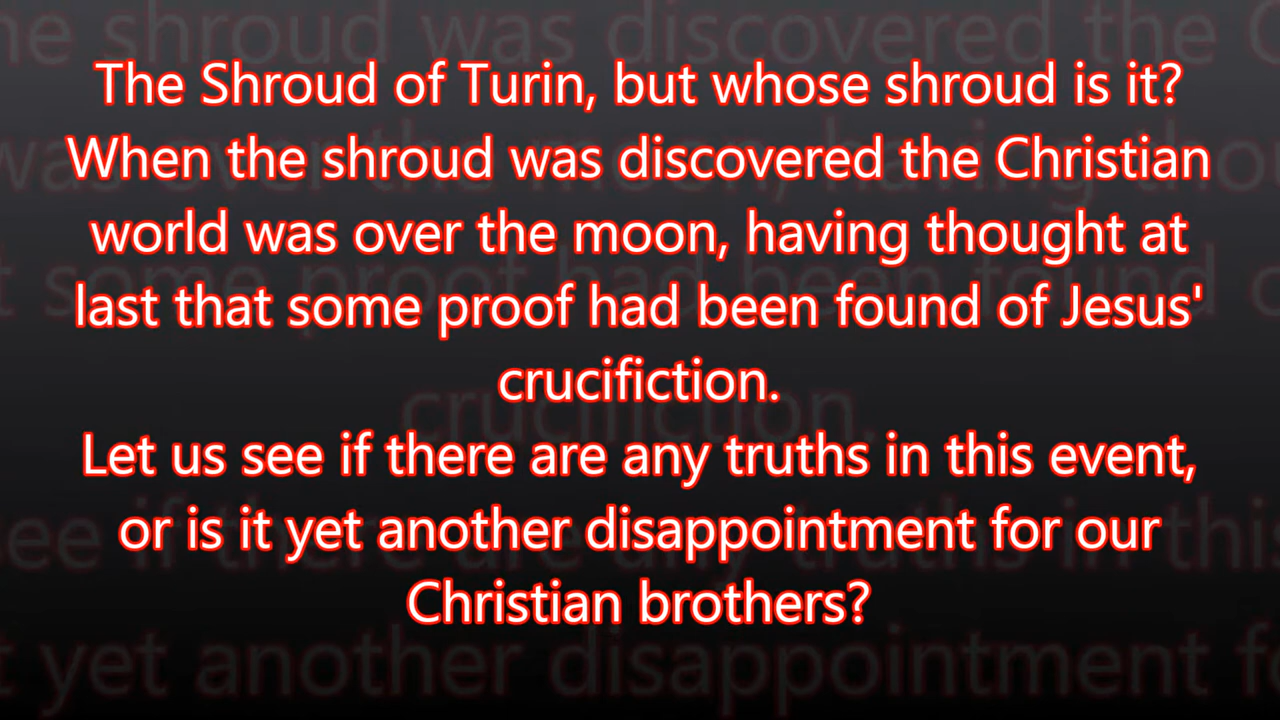 The Shroud of Turin, but whose shroud is it?
When the shroud was discovered the Christian
world was over the moon, having thought at
last that some proof had been found of Jesus'
crucifiction.
Let us see if there are any truths in this event,
or is it yet another disappointment for our
Christian brothers?